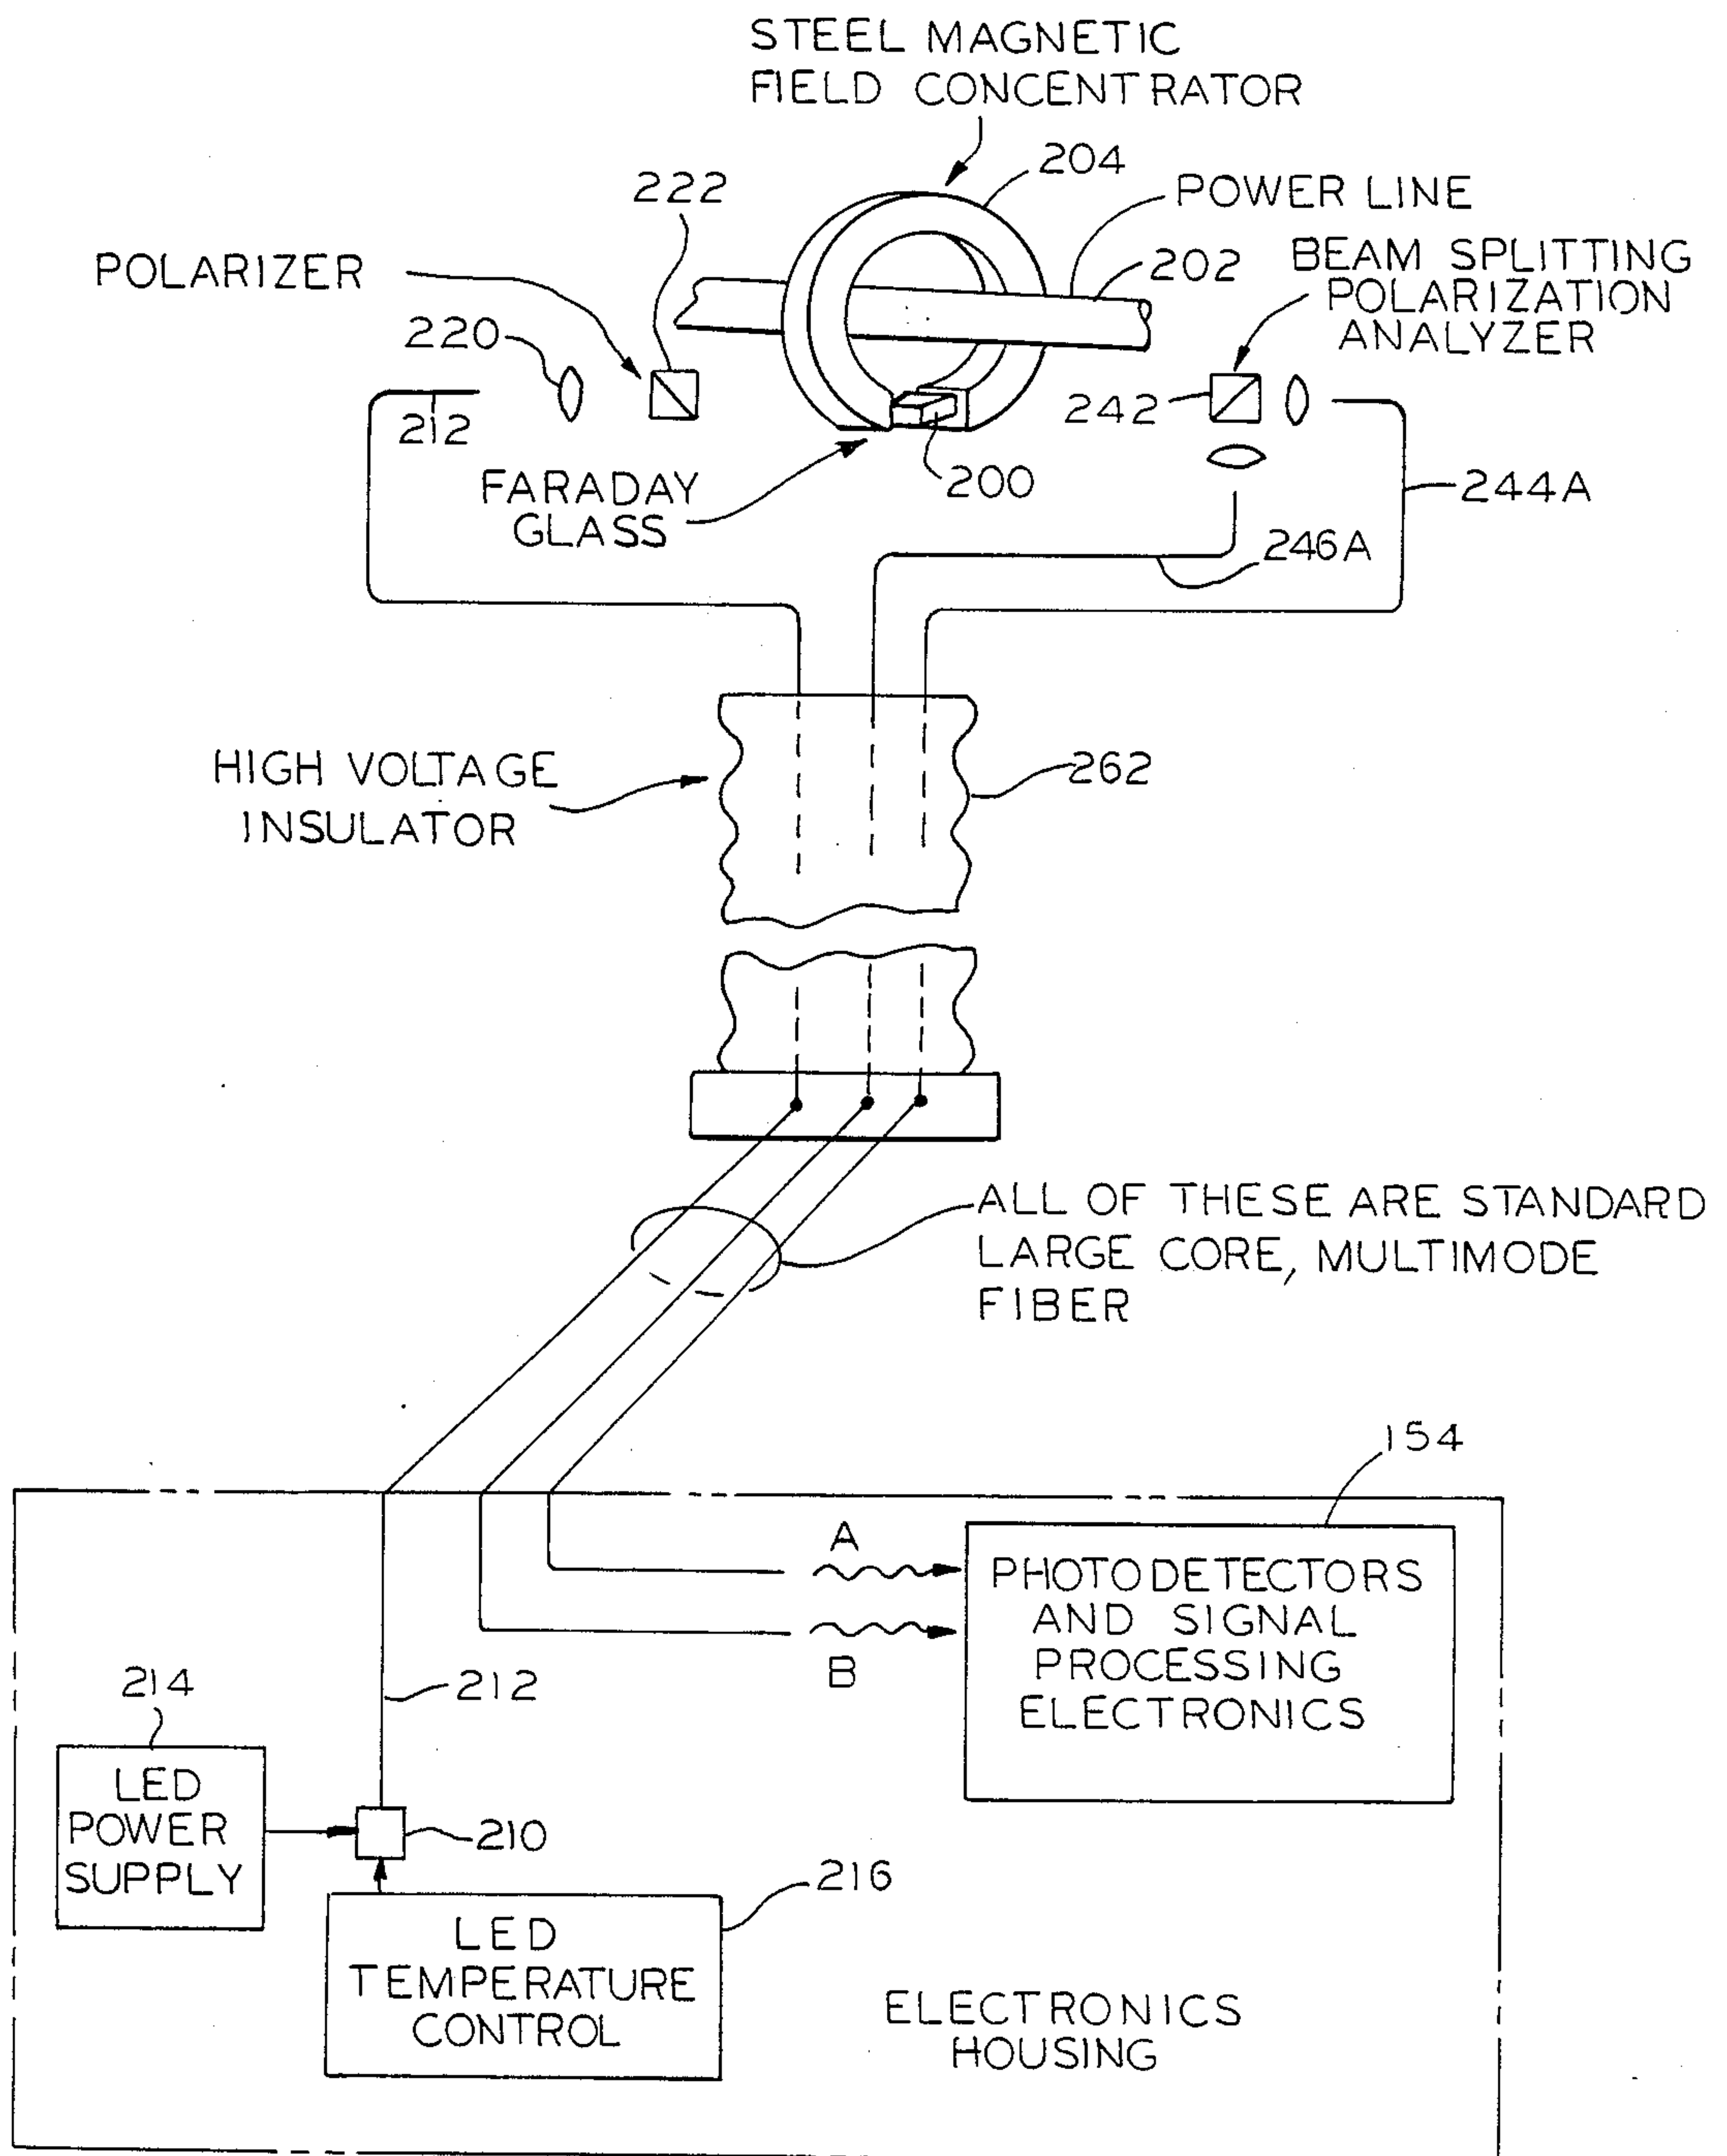 STEEL MAGNETIC
FIELD CONCENTRATOR
204
222
POWER LINE
POLARIZER
202
BEAM SPLITTING
POLARIZATION
ANALYZER
220
212
242
FARADAY
GLASS
200
244A
246A
HIGH VOLTAGE
INSULATOR
262
ALL OF THESE ARE STANDARD
LARGE CORE, MULTIMODE
FIBER
154
A
PHOTODETECTORS
AND SIGNAL
PROCESSING
ELECTRONICS
B
214
212
LED
POWER
SUPPLY
210
216
LED
TEMPERATURE
CONTROL
ELECTRONICS
HOUSING